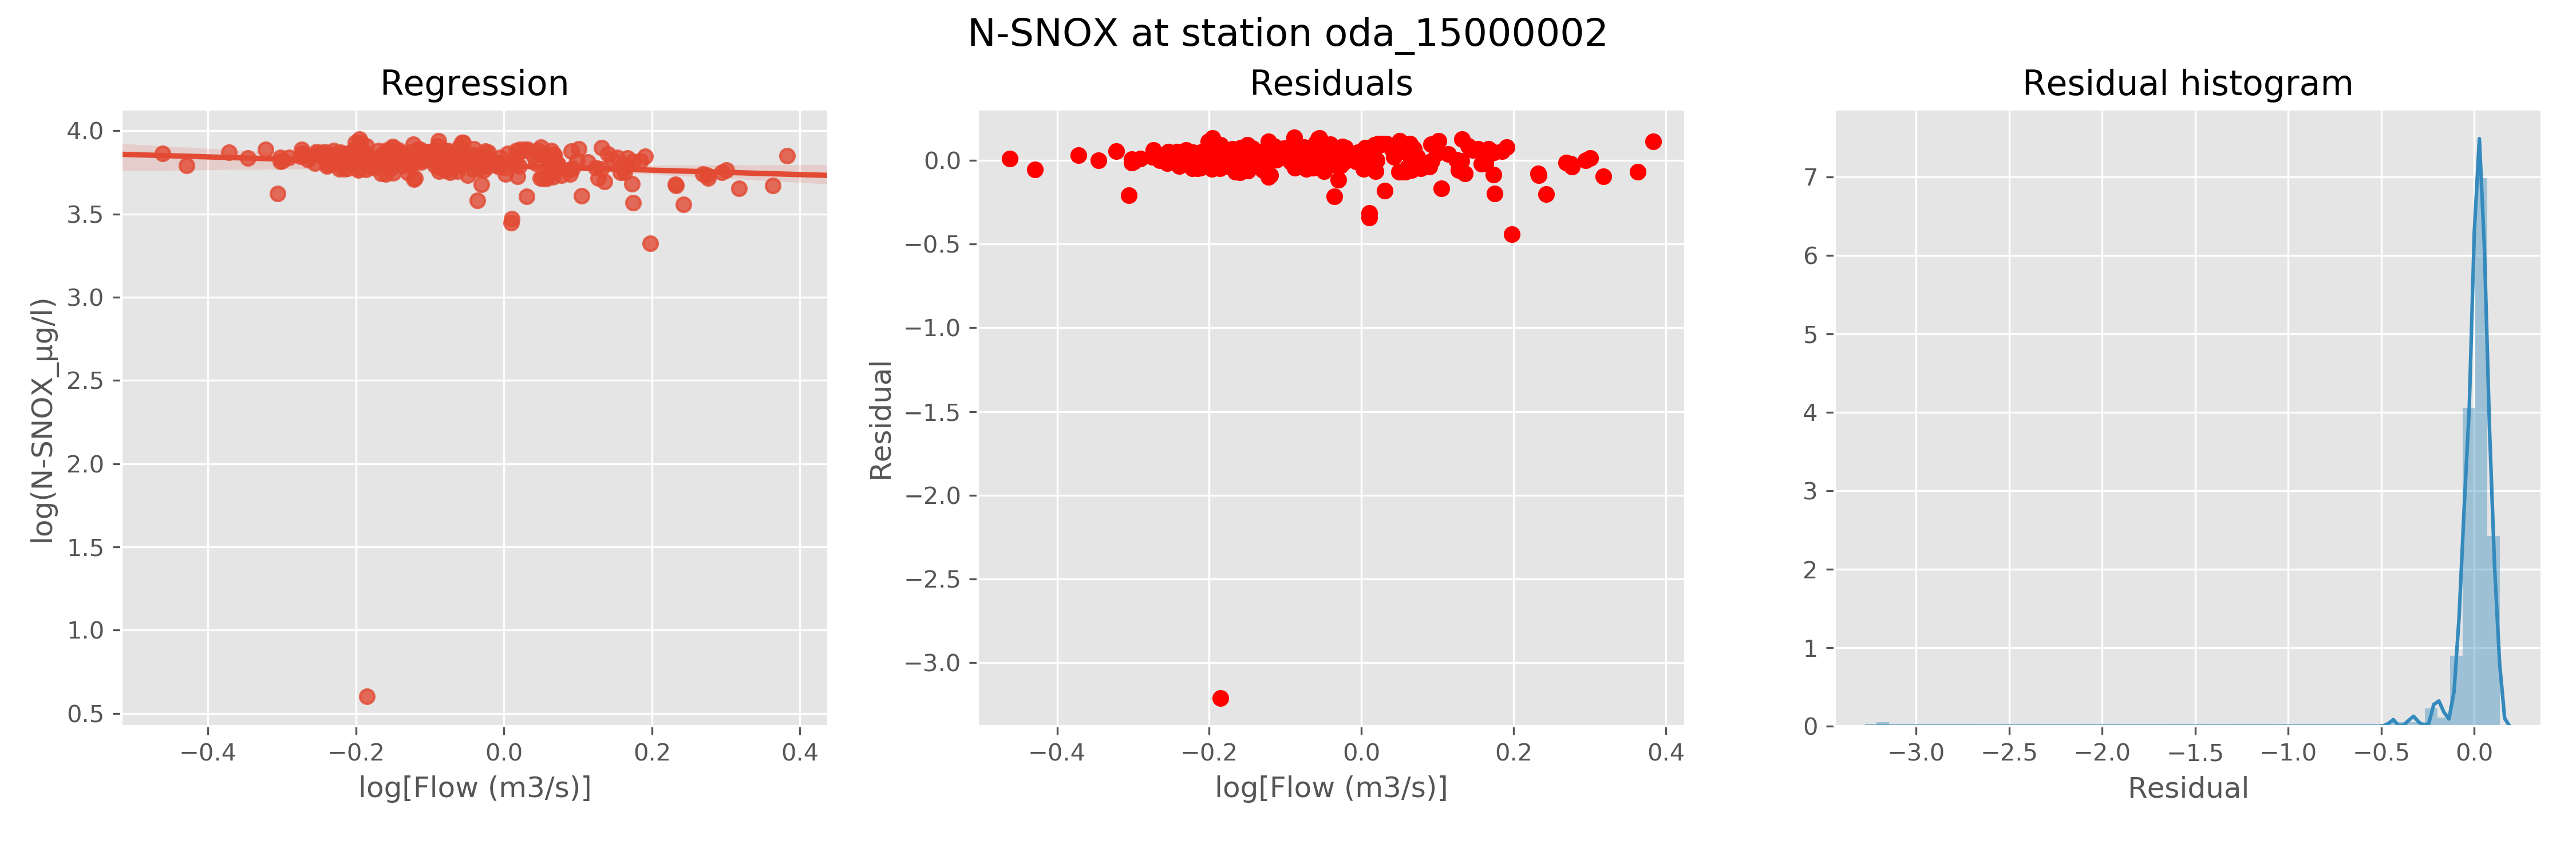 N-SNOX at station oda_15000002
Regression
4.0
3.5
3.0
2.5
2.0
1.5
1.0
0.5
log(N-SNOX_µg/l)
−0.4 −0.2 0.0 0.2 0.4
log[Flow (m3/s)]
Residuals
0.0
−0.5
−1.0
−1.5
−2.0
−2.5
−3.0
Residual
−0.4 −0.2 0.0 0.2 0.4
log[Flow (m3/s)]
Residual histogram
7
6
5
4
3
2
1
0
−3.0 −2.5 −2.0 −1.5 −1.0 −0.5 0.0
Residual